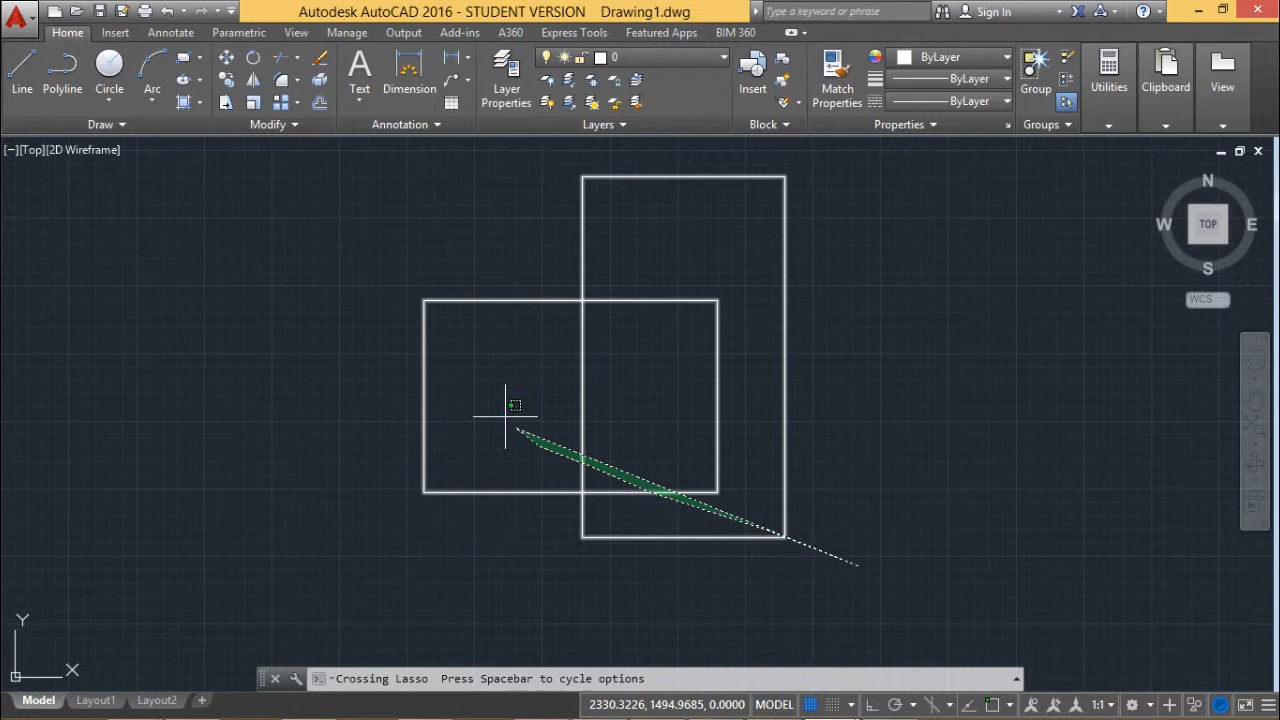 Autodesk AutoCAD 2016 - STUDENT VERSION Drawing1.dwg
Type a keyword or phrase
Sign In
Home Insert Annotate Parametric View Manage Output Add-ins A360 Express Tools Featured Apps BIM 360
0
ByLayer
ByLayer
ByLayer
Line Polyline Circle Arc
Text Dimension
Layer
Properties
Insert
Match
Properties
Group
Utilities
Clipboard
View
Draw Modify Annotation Layers Block Properties Groups
[−][Top][2D Wireframe]
N
W TOP E
S
WCS
Y
X
Crossing Lasso Press Spacebar to cycle options
Model Layout1 Layout2 +
2330.3226, 1494.9685, 0.0000 MODEL 1:1